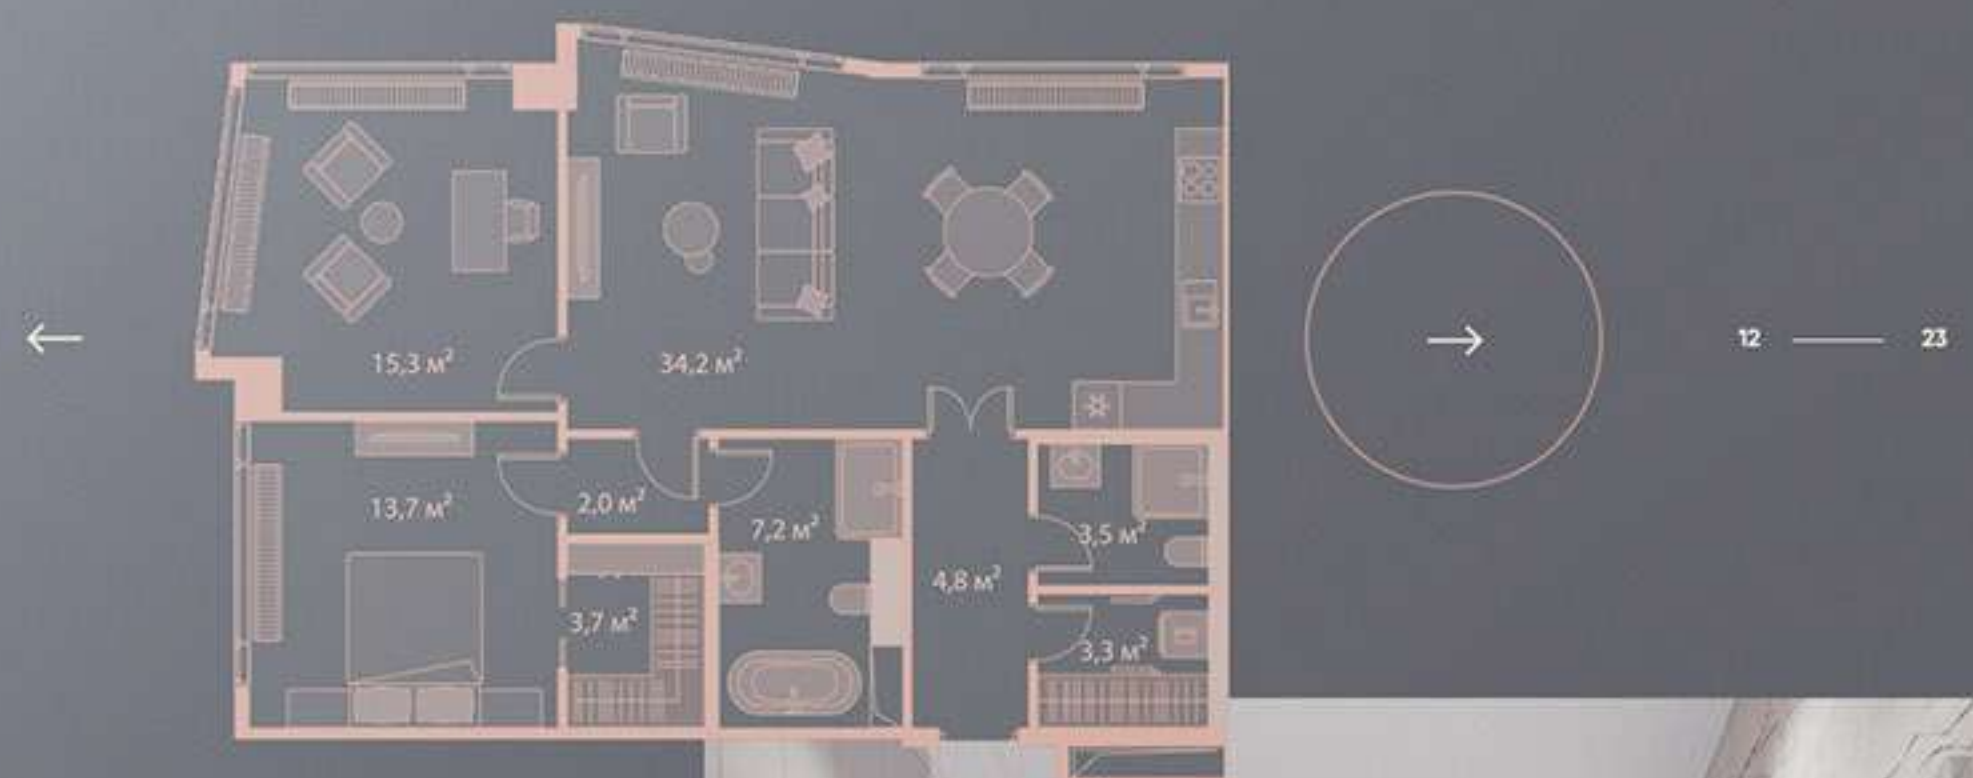 12
23
15,3 м²
34,2 м²
13,7 м²
2,0 м²
7,2 м²
3,5 м²
4,8 м²
3,7 м²
3,3 м²